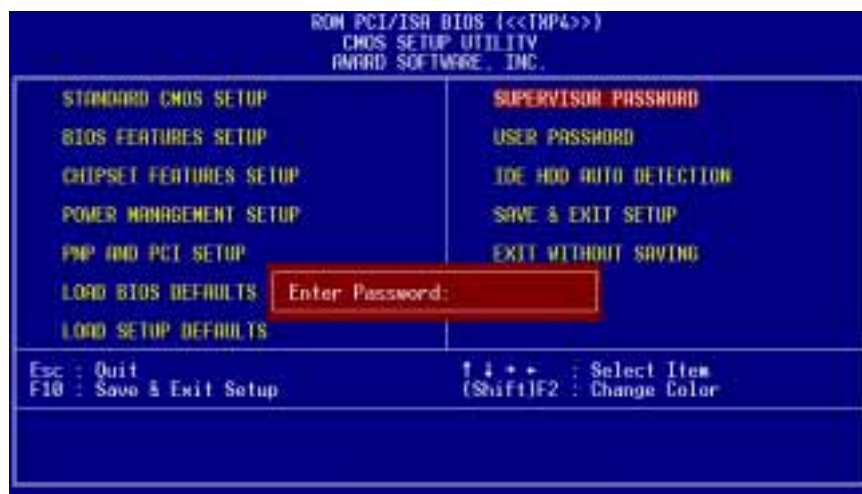 ROM PCI/ISA BIOS (<<TXP4>>)
CMOS SETUP UTILITY
AWARD SOFTWARE, INC.
STANDARD CMOS SETUP
BIOS FEATURES SETUP
CHIPSET FEATURES SETUP
POWER MANAGEMENT SETUP
PNP AND PCI SETUP
LOAD BIOS DEFAULTS
LOAD SETUP DEFAULTS
SUPERVISOR PASSWORD
USER PASSWORD
IDE HDD AUTO DETECTION
SAVE & EXIT SETUP
EXIT WITHOUT SAVING
Enter Password:
Esc : Quit
F10 : Save & Exit Setup
↑ ↓ → ← : Select Item
(Shift)F2 : Change Color